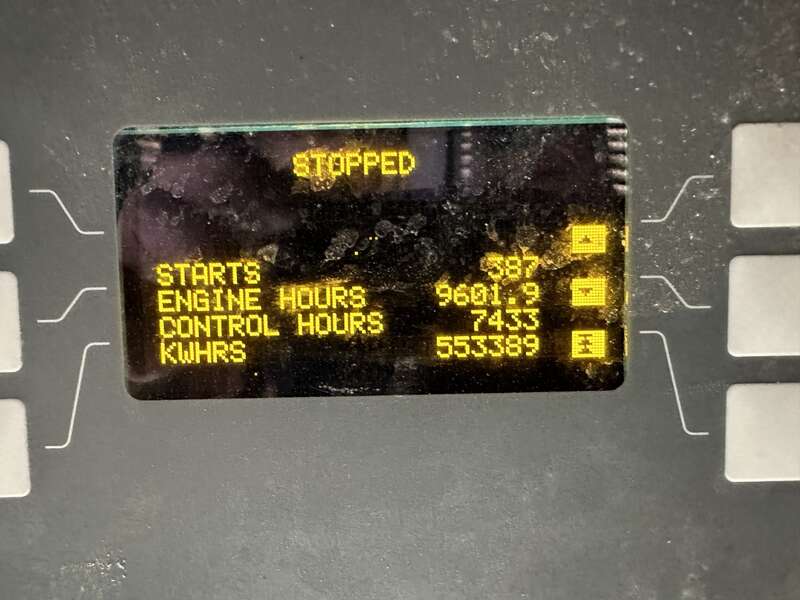 STOPPED
STARTS 387
ENGINE HOURS 9601.9
CONTROL HOURS 7433
KWHRS 553389